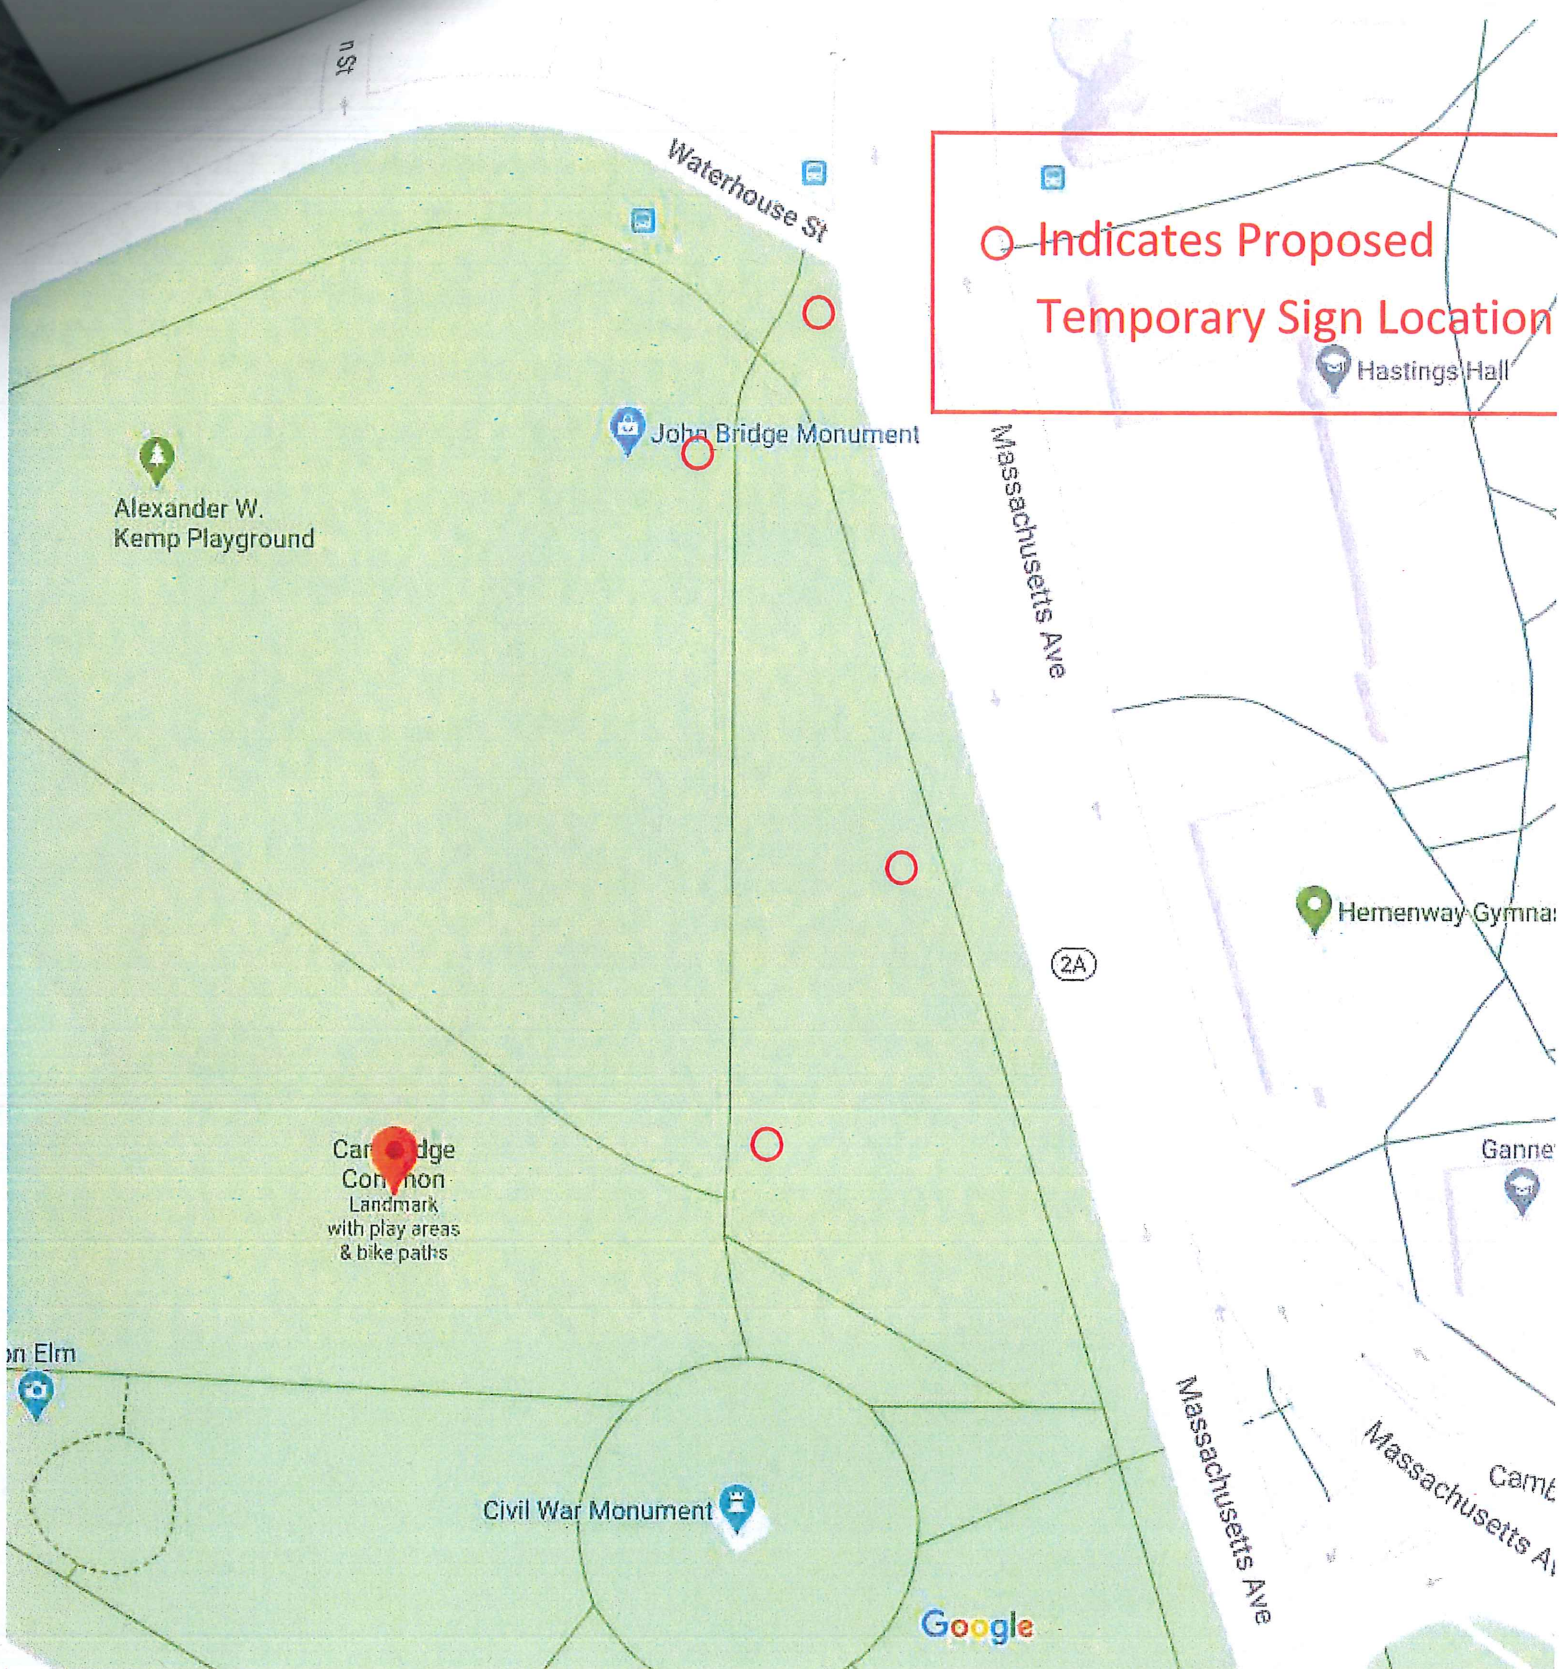 n St
Waterhouse St
Indicates Proposed
Temporary Sign Location
Hastings Hall
John Bridge Monument
Massachusetts Ave
Alexander W.
Kemp Playground
Hemenway Gymnas
2A
Cambridge
Common
Landmark
with play areas
& bike paths
Ganne
on Elm
Massachusetts Ave
Massachusetts Av
Camb
Civil War Monument
Google